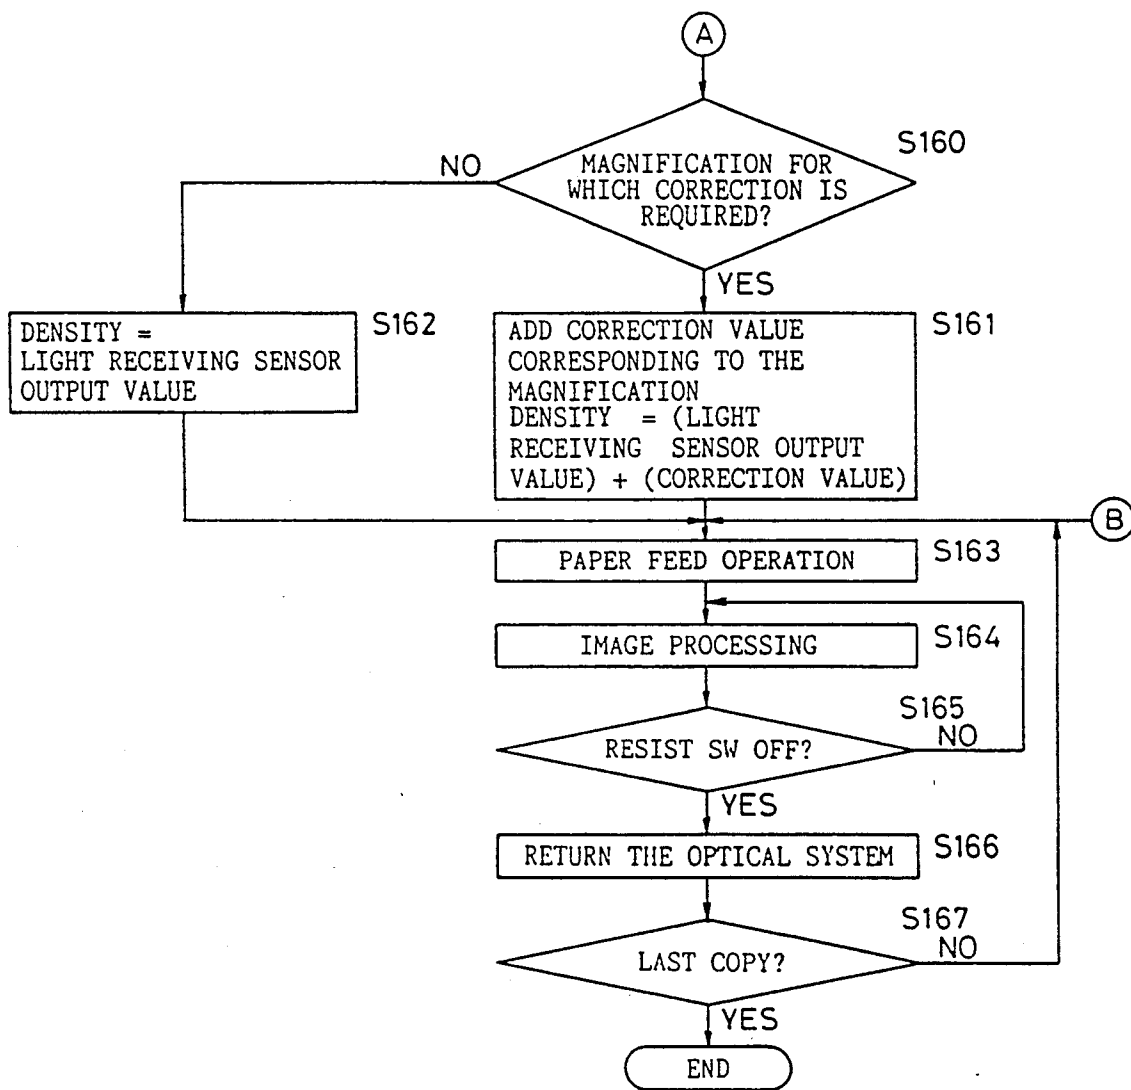 A
S160
NO
MAGNIFICATION FOR
WHICH CORRECTION IS
REQUIRED?
YES
S162
DENSITY =
LIGHT RECEIVING SENSOR
OUTPUT VALUE
S161
ADD CORRECTION VALUE
CORRESPONDING TO THE
MAGNIFICATION
DENSITY = (LIGHT
RECEIVING SENSOR OUTPUT
VALUE) + (CORRECTION VALUE)
B
S163
PAPER FEED OPERATION
S164
IMAGE PROCESSING
S165
NO
RESIST SW OFF?
YES
S166
RETURN THE OPTICAL SYSTEM
S167
NO
LAST COPY?
YES
END